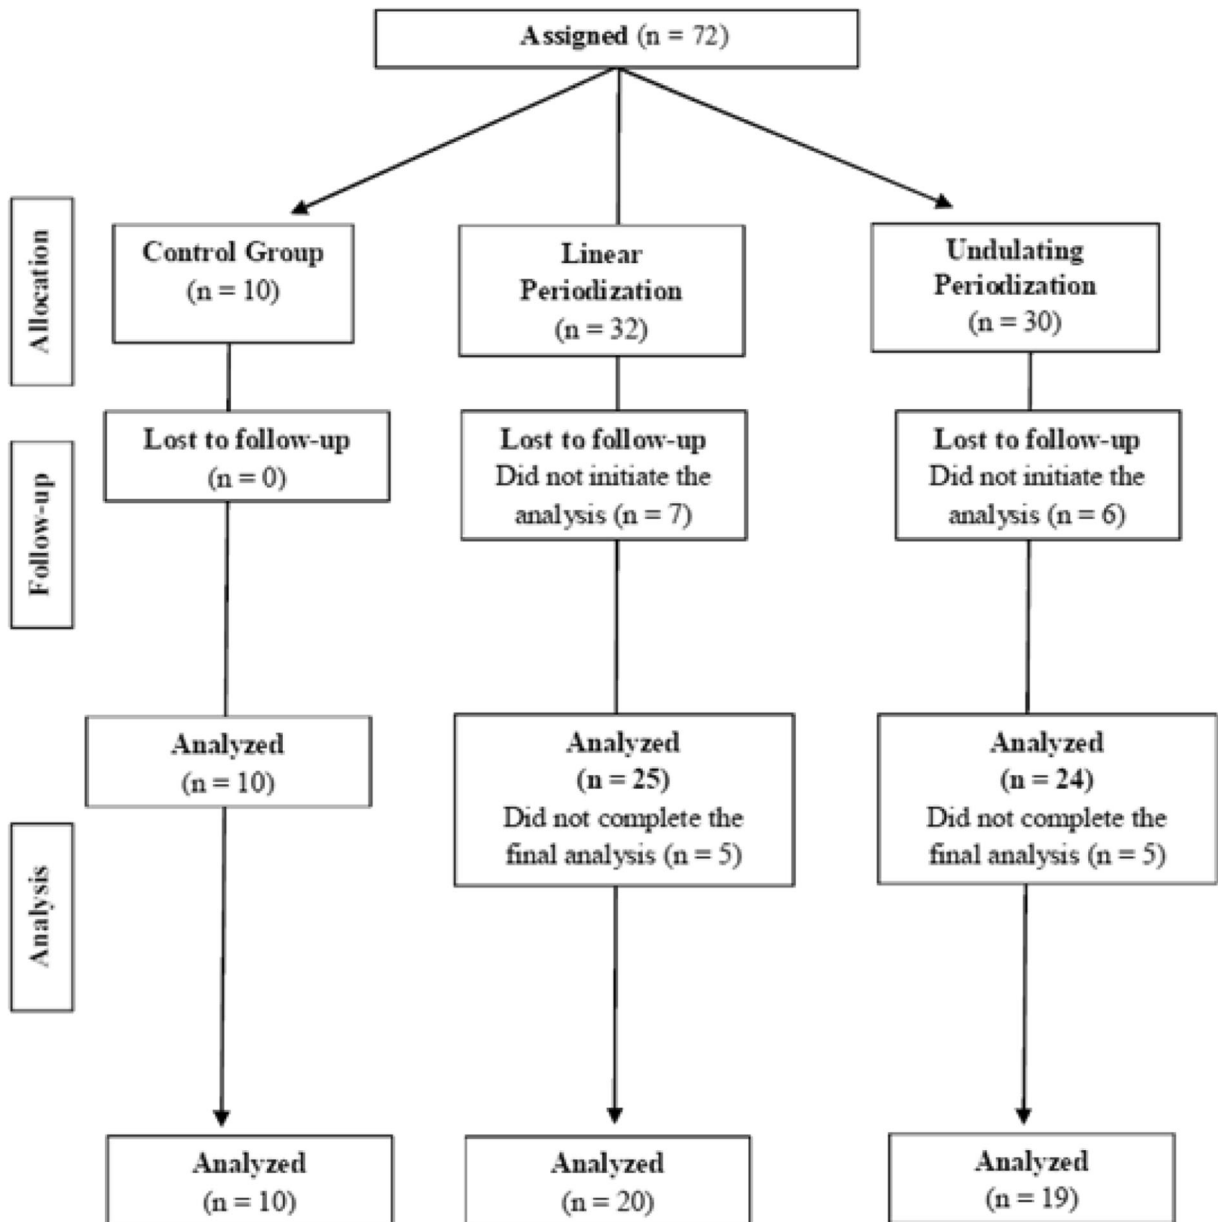 Assigned (n = 72)
Allocation
Control Group
(n = 10)
Linear
Periodization
(n = 32)
Undulating
Periodization
(n = 30)
Follow-up
Lost to follow-up
(n = 0)
Lost to follow-up
Did not initiate the
analysis (n = 7)
Lost to follow-up
Did not initiate the
analysis (n = 6)
Analysis
Analyzed
(n = 10)
Analyzed
(n = 25)
Did not complete the
final analysis (n = 5)
Analyzed
(n = 24)
Did not complete the
final analysis (n = 5)
Analyzed
(n = 10)
Analyzed
(n = 20)
Analyzed
(n = 19)